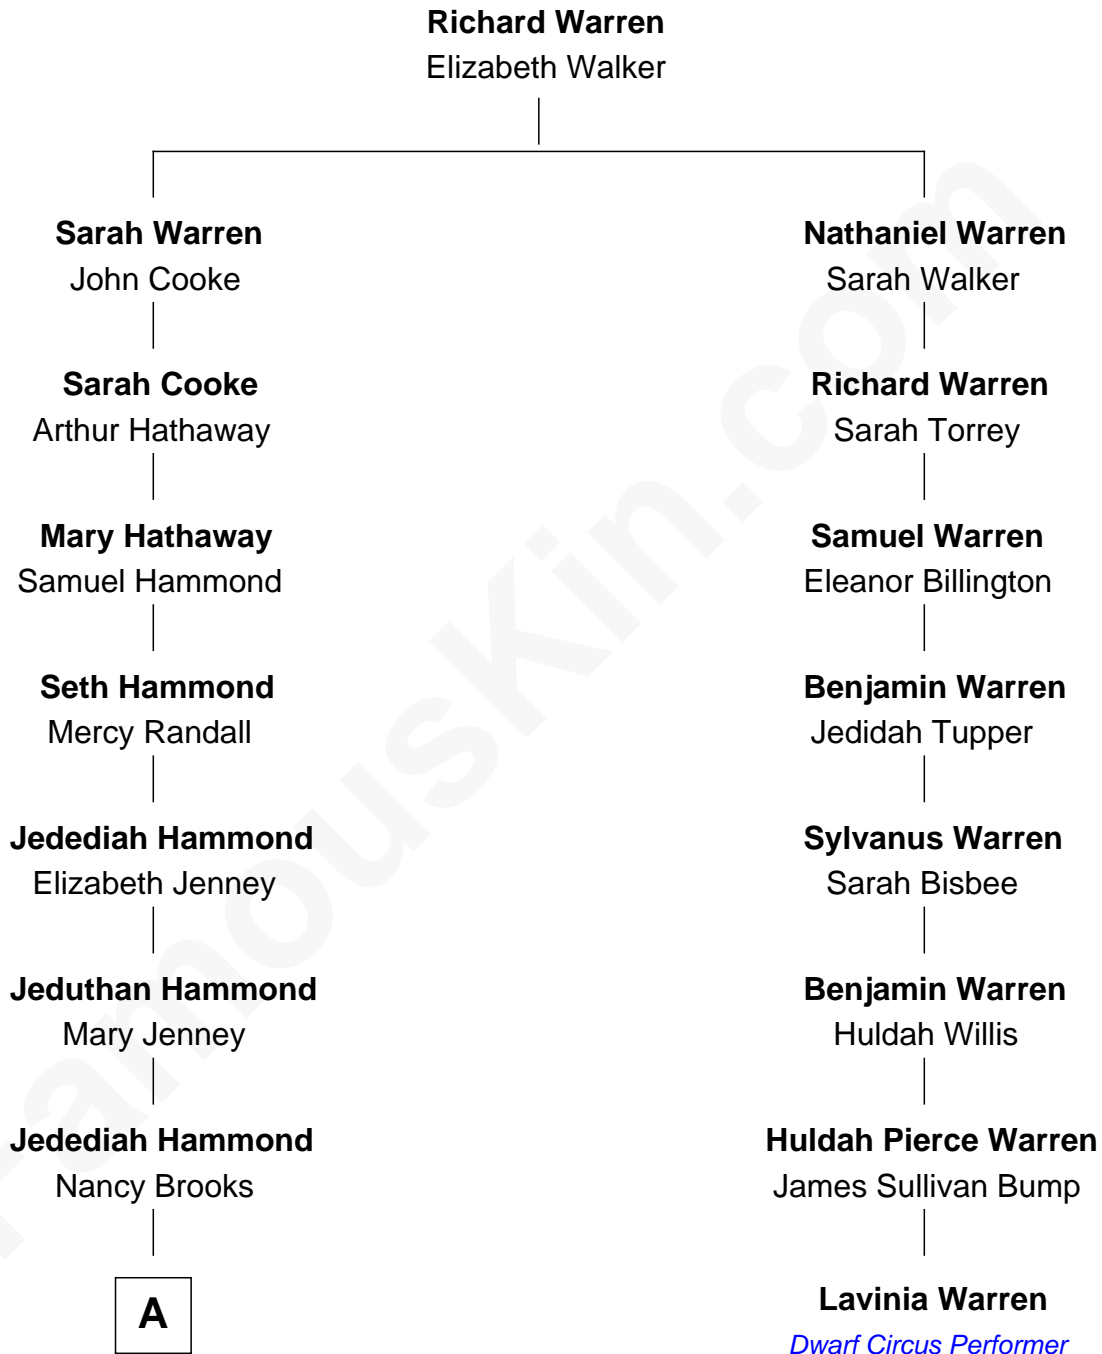 Richard Warren
Elizabeth Walker
Sarah Warren
John Cooke
Nathaniel Warren
Sarah Walker
Sarah Cooke
Arthur Hathaway
Richard Warren
Sarah Torrey
Mary Hathaway
Samuel Hammond
Samuel Warren
Eleanor Billington
Seth Hammond
Mercy Randall
Benjamin Warren
Jedidah Tupper
Jedediah Hammond
Elizabeth Jenney
Sylvanus Warren
Sarah Bisbee
Jeduthan Hammond
Mary Jenney
Benjamin Warren
Huldah Willis
Jedediah Hammond
Nancy Brooks
Huldah Pierce Warren
James Sullivan Bump
A
Lavinia Warren
Dwarf Circus Performer
FamousKin.com